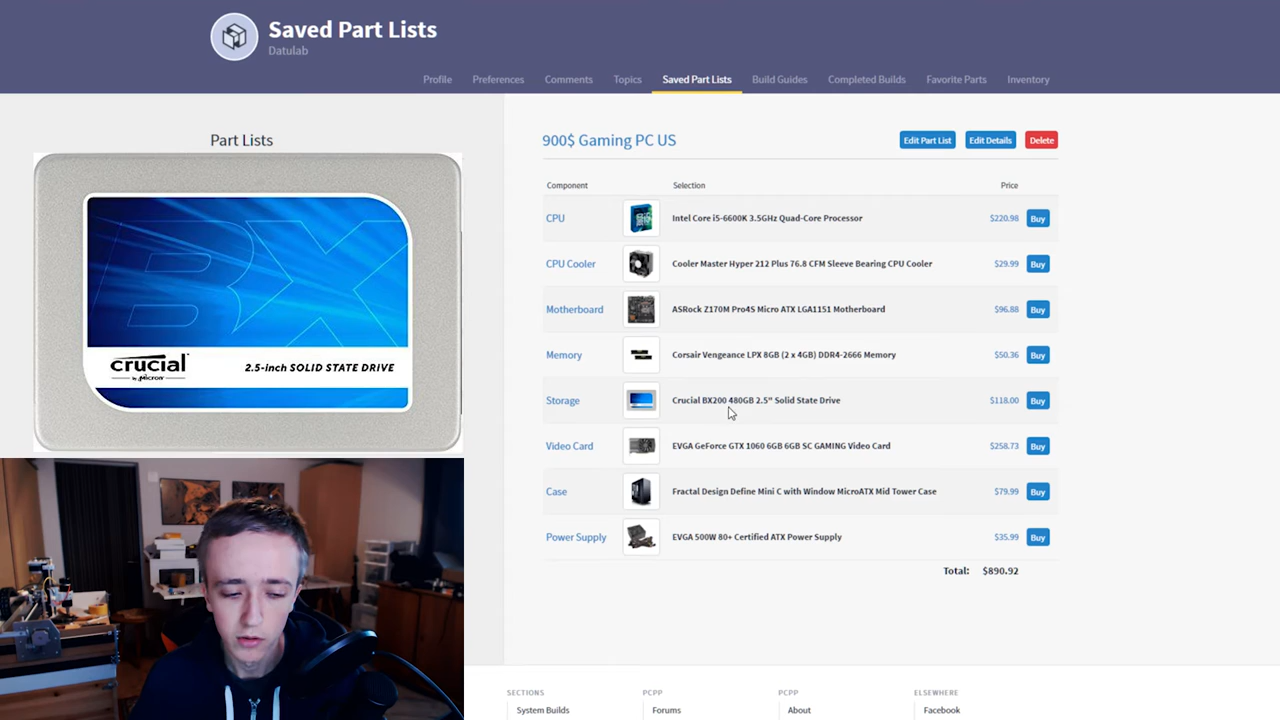 Saved Part Lists
Datulab
Profile Preferences Comments Topics Saved Part Lists Build Guides Completed Builds Favorite Parts Inventory
Part Lists
BX
crucial
by Micron
2.5-inch SOLID STATE DRIVE
900$ Gaming PC US
Edit Part List Edit Details Delete
Component Selection Price
CPU Intel Core i5-6600K 3.5GHz Quad-Core Processor $220.98 Buy
CPU Cooler Cooler Master Hyper 212 Plus 76.8 CFM Sleeve Bearing CPU Cooler $29.99 Buy
Motherboard ASRock Z170M Pro4S Micro ATX LGA1151 Motherboard $96.88 Buy
Memory Corsair Vengeance LPX 8GB (2 x 4GB) DDR4-2666 Memory $50.36 Buy
Storage Crucial BX200 480GB 2.5" Solid State Drive $118.00 Buy
Video Card EVGA GeForce GTX 1060 6GB 6GB SC GAMING Video Card $258.73 Buy
Case Fractal Design Define Mini C with Window MicroATX Mid Tower Case $79.99 Buy
Power Supply EVGA 500W 80+ Certified ATX Power Supply $35.99 Buy
Total: $890.92
SECTIONS PCPP PCPP ELSEWHERE
System Builds Forums About Facebook